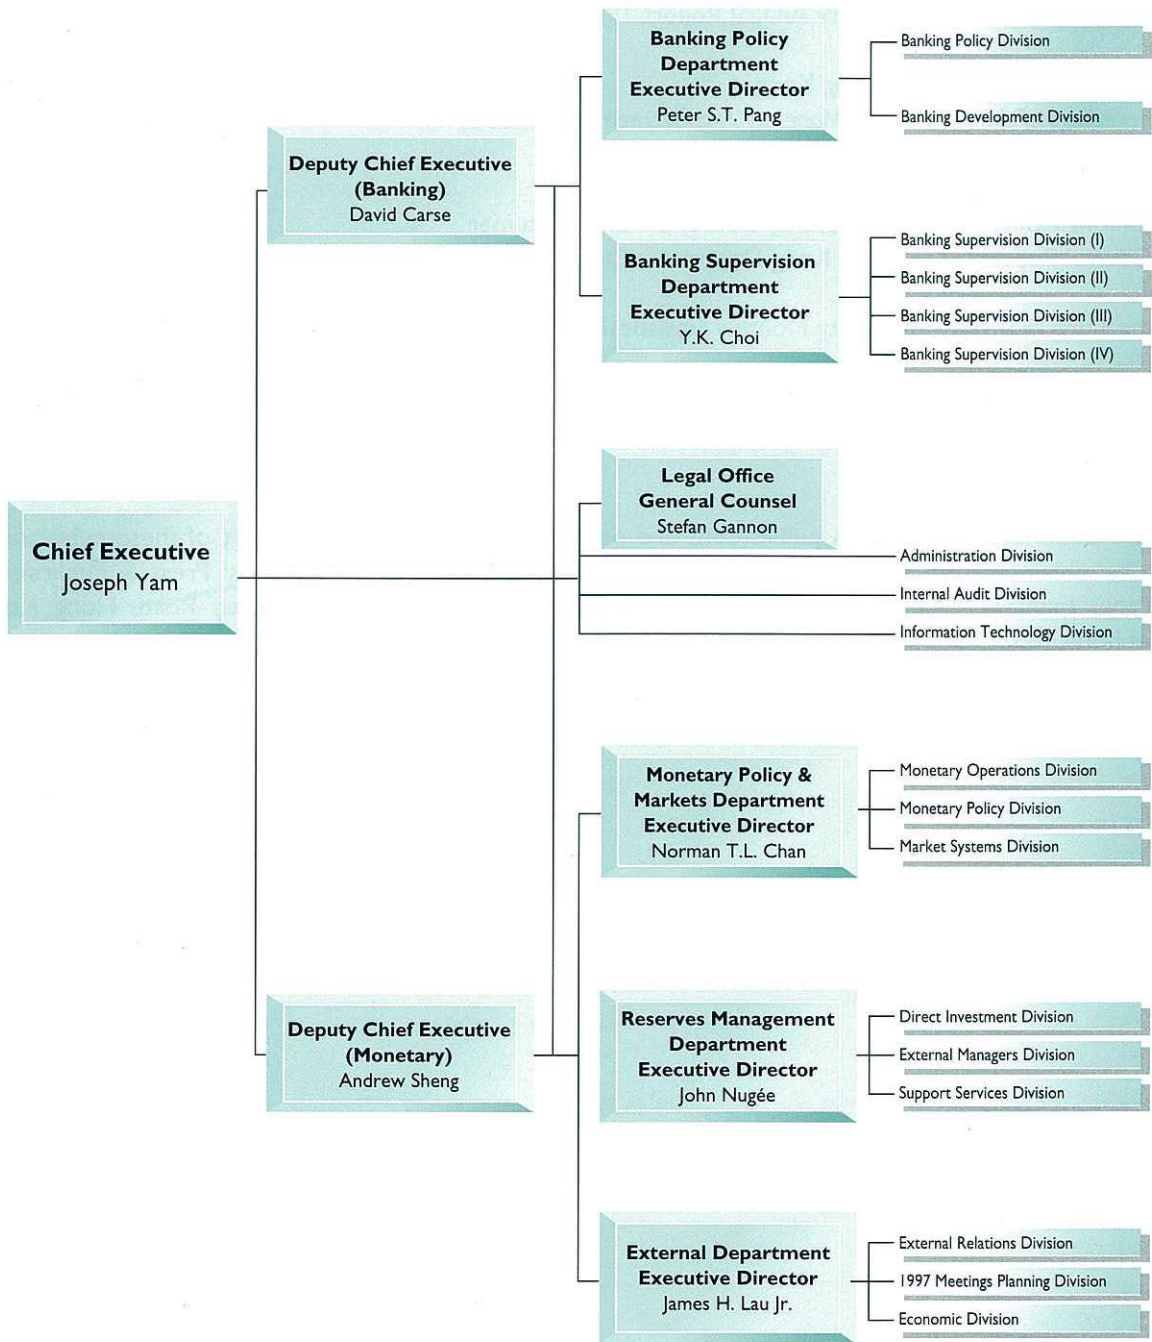 Chief Executive
Joseph Yam
Deputy Chief Executive
(Banking)
David Carse
Banking Policy
Department
Executive Director
Peter S.T. Pang
Banking Policy Division
Banking Development Division
Banking Supervision
Department
Executive Director
Y.K. Choi
Banking Supervision Division (I)
Banking Supervision Division (II)
Banking Supervision Division (III)
Banking Supervision Division (IV)
Legal Office
General Counsel
Stefan Gannon
Administration Division
Internal Audit Division
Information Technology Division
Deputy Chief Executive
(Monetary)
Andrew Sheng
Monetary Policy &
Markets Department
Executive Director
Norman T.L. Chan
Monetary Operations Division
Monetary Policy Division
Market Systems Division
Reserves Management
Department
Executive Director
John Nugée
Direct Investment Division
External Managers Division
Support Services Division
External Department
Executive Director
James H. Lau Jr.
External Relations Division
1997 Meetings Planning Division
Economic Division